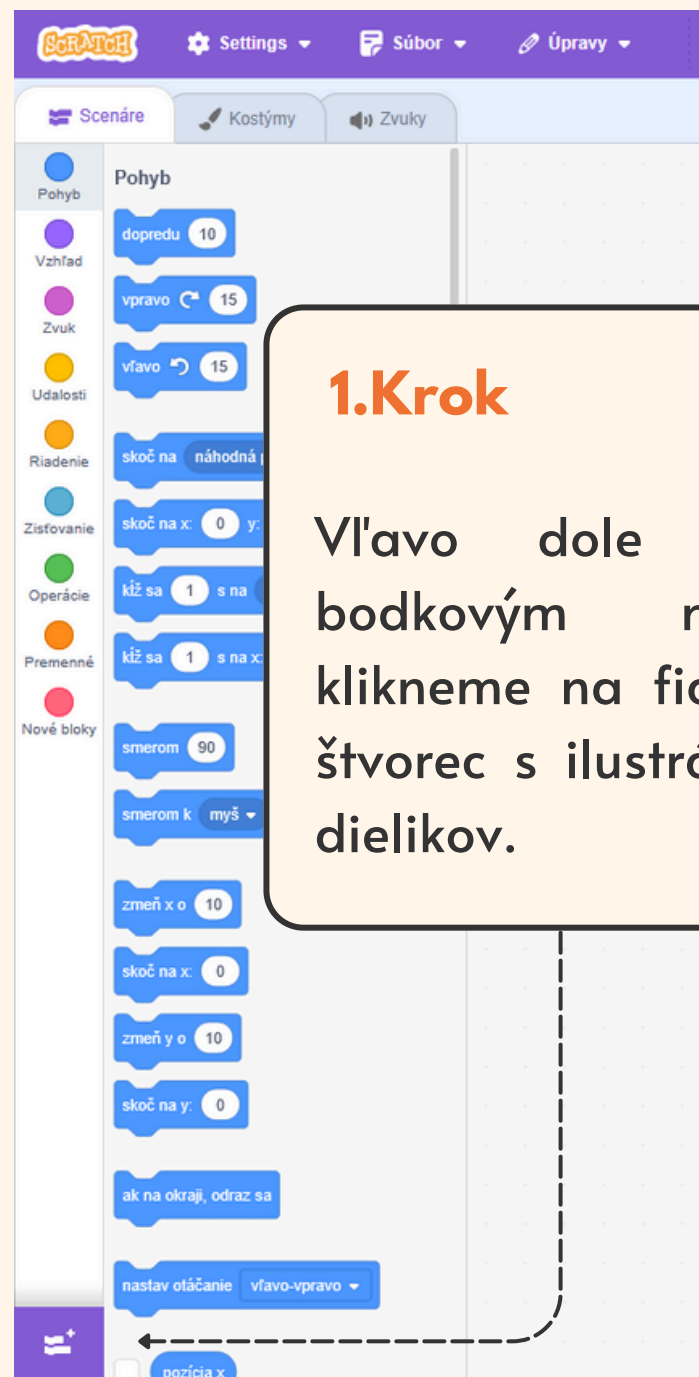 SCRATCH Settings Súbor Úpravy
Scenáre Kostýmy Zvuky
Pohyb
Vzhľad
Zvuk
Udalosti
Riadenie
Zisťovanie
Operácie
Premenné
Nové bloky
Pohyb
dopredu 10
vpravo 15
vľavo 15
skoč na náhodná
skoč na x: 0 y:
kĺž sa 1 s na
kĺž sa 1 s na x:
smerom 90
smerom k myš
zmeň x o 10
skoč na x: 0
zmeň y o 10
skoč na y: 0
ak na okraji, odraz sa
nastav otáčanie vľavo-vpravo
pozícia x
1.Krok
Vľavo dole
bodkovým
klikneme na
štvorec s
dielikov.